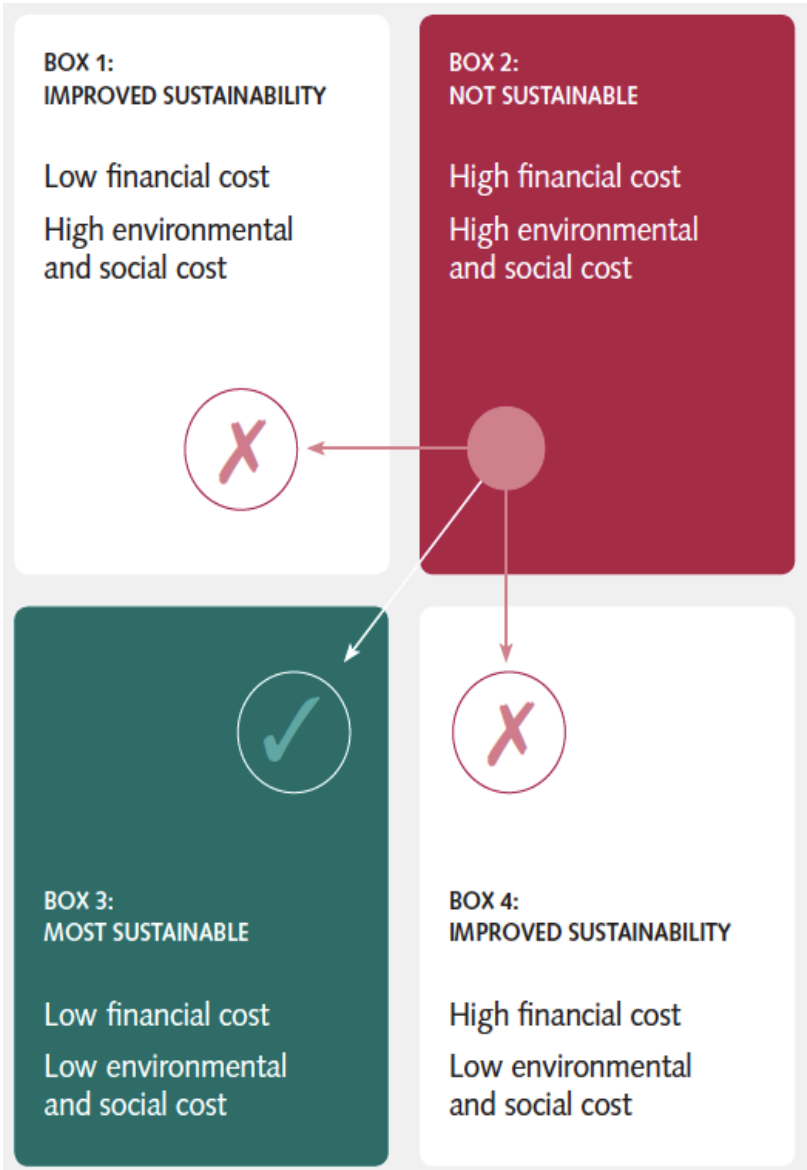 BOX 1:
IMPROVED SUSTAINABILITY
Low financial cost
High environmental
and social cost
BOX 2:
NOT SUSTAINABLE
High financial cost
High environmental
and social cost
BOX 3:
MOST SUSTAINABLE
Low financial cost
Low environmental
and social cost
BOX 4:
IMPROVED SUSTAINABILITY
High financial cost
Low environmental
and social cost